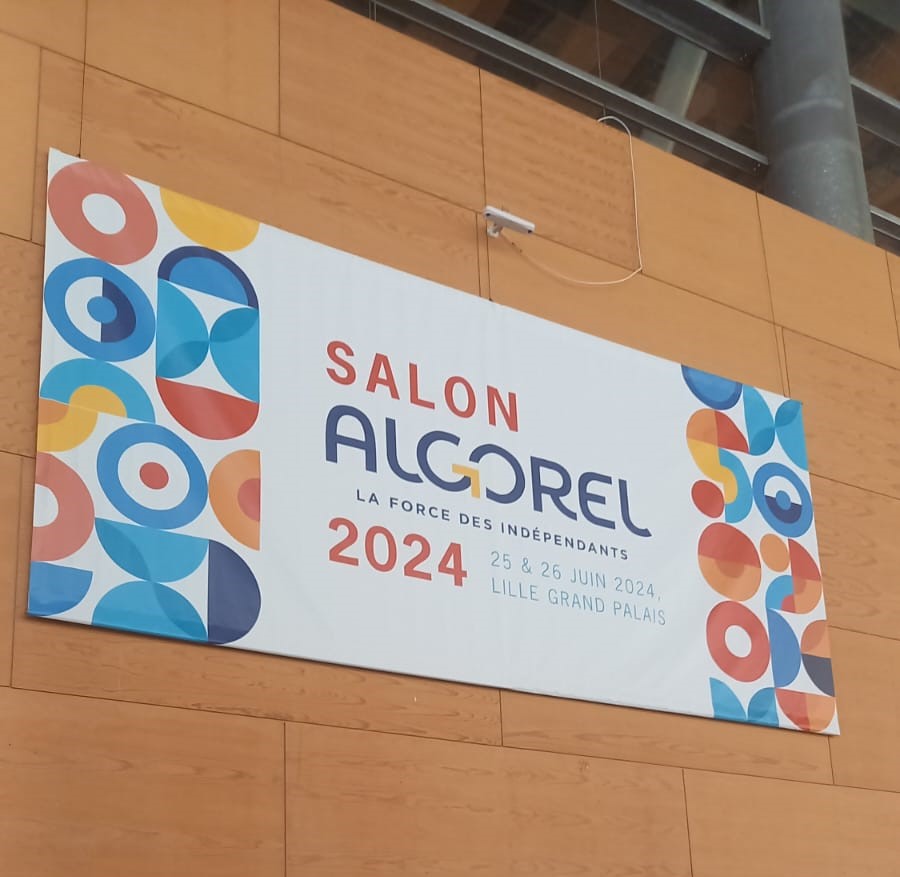 SALON
ALGOREL
LA FORCE DES INDÉPENDANTS
2024
25 & 26 JUIN 2024,
LILLE GRAND PALAIS